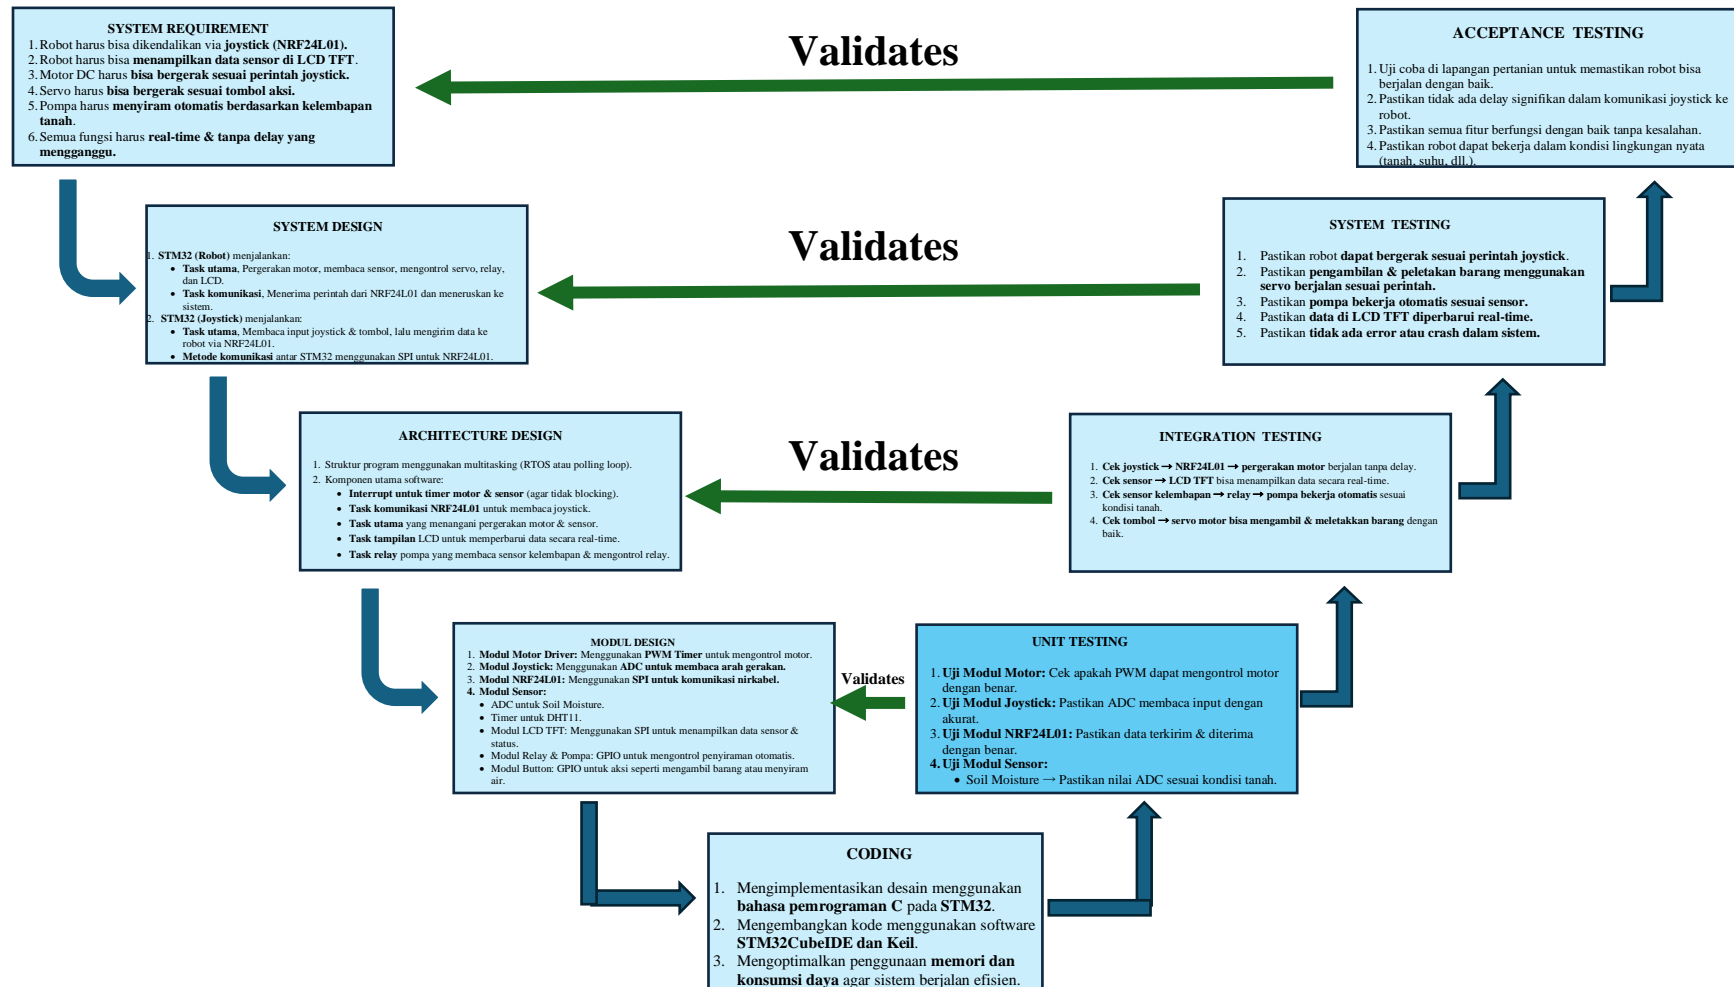 SYSTEM REQUIREMENT
1. Robot harus bisa dikendalikan via joystick (NRF24L01).
2. Robot harus bisa menampilkan data sensor di LCD TFT.
3. Motor DC harus bisa bergerak sesuai perintah joystick.
4. Servo harus bisa bergerak sesuai tombol aksi.
5. Pompa harus menyiram otomatis berdasarkan kelembapan
tanah.
6. Semua fungsi harus real-time & tanpa delay yang
mengganggu.
Validates
ACCEPTANCE TESTING
1. Uji coba di lapangan pertanian untuk memastikan robot bisa
berjalan dengan baik.
2. Pastikan tidak ada delay signifikan dalam komunikasi joystick ke
robot.
3. Pastikan semua fitur berfungsi dengan baik tanpa kesalahan.
4. Pastikan robot dapat bekerja dalam kondisi lingkungan nyata
(tanah, suhu, dll.).
SYSTEM DESIGN
1. STM32 (Robot) menjalankan:
• Task utama, Pergerakan motor, membaca sensor, mengontrol servo, relay,
dan LCD.
• Task komunikasi, Menerima perintah dari NRF24L01 dan meneruskan ke
sistem.
2. STM32 (Joystick) menjalankan:
• Task utama, Membaca input joystick & tombol, lalu mengirim data ke
robot via NRF24L01.
• Metode komunikasi antar STM32 menggunakan SPI untuk NRF24L01.
Validates
SYSTEM TESTING
1. Pastikan robot dapat bergerak sesuai perintah joystick.
2. Pastikan pengambilan & peletakan barang menggunakan
servo berjalan sesuai perintah.
3. Pastikan pompa bekerja otomatis sesuai sensor.
4. Pastikan data di LCD TFT diperbarui real-time.
5. Pastikan tidak ada error atau crash dalam sistem.
ARCHITECTURE DESIGN
1. Struktur program menggunakan multitasking (RTOS atau polling loop).
2. Komponen utama software:
• Interrupt untuk timer motor & sensor (agar tidak blocking).
• Task komunikasi NRF24L01 untuk membaca joystick.
• Task utama yang menangani pergerakan motor & sensor.
• Task tampilan LCD untuk memperbarui data secara real-time.
• Task relay pompa yang membaca sensor kelembapan & mengontrol relay.
Validates
INTEGRATION TESTING
1. Cek joystick → NRF24L01 → pergerakan motor berjalan tanpa delay.
2. Cek sensor → LCD TFT bisa menampilkan data secara real-time.
3. Cek sensor kelembapan → relay → pompa bekerja otomatis sesuai
kondisi tanah.
4. Cek tombol → servo motor bisa mengambil & meletakkan barang dengan
baik.
MODUL DESIGN
1. Modul Motor Driver: Menggunakan PWM Timer untuk mengontrol motor.
2. Modul Joystick: Menggunakan ADC untuk membaca arah gerakan.
3. Modul NRF24L01: Menggunakan SPI untuk komunikasi nirkabel.
4. Modul Sensor:
• ADC untuk Soil Moisture.
• Timer untuk DHT11.
• Modul LCD TFT: Menggunakan SPI untuk menampilkan data sensor &
status.
• Modul Relay & Pompa: GPIO untuk mengontrol penyiraman otomatis.
• Modul Button: GPIO untuk aksi seperti mengambil barang atau menyiram
air.
Validates
UNIT TESTING
1. Uji Modul Motor: Cek apakah PWM dapat mengontrol motor
dengan benar.
2. Uji Modul Joystick: Pastikan ADC membaca input dengan
akurat.
3. Uji Modul NRF24L01: Pastikan data terkirim & diterima
dengan benar.
4. Uji Modul Sensor:
• Soil Moisture → Pastikan nilai ADC sesuai kondisi tanah.
CODING
1. Mengimplementasikan desain menggunakan
bahasa pemrograman C pada STM32.
2. Mengembangkan kode menggunakan software
STM32CubeIDE dan Keil.
3. Mengoptimalkan penggunaan memori dan
konsumsi daya agar sistem berjalan efisien.